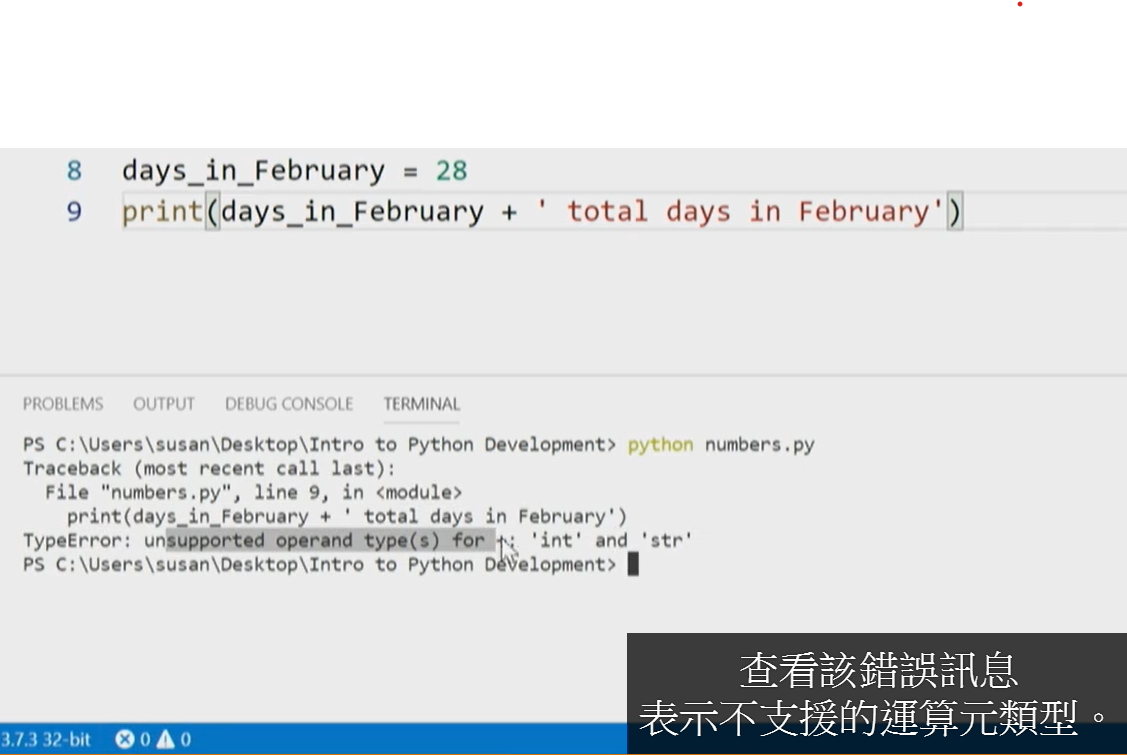 8 days_in_February = 28
9 print(days_in_February + ' total days in February')
PROBLEMS OUTPUT DEBUG CONSOLE TERMINAL
PS C:\Users\susan\Desktop\Intro to Python Development> python numbers.py
Traceback (most recent call last):
File "numbers.py", line 9, in <module>
print(days_in_February + ' total days in February')
TypeError: unsupported operand type(s) for +: 'int' and 'str'
PS C:\Users\susan\Desktop\Intro to Python Development>
查看該錯誤訊息
表示不支援的運算元類型。
3.7.3 32-bit 0 0